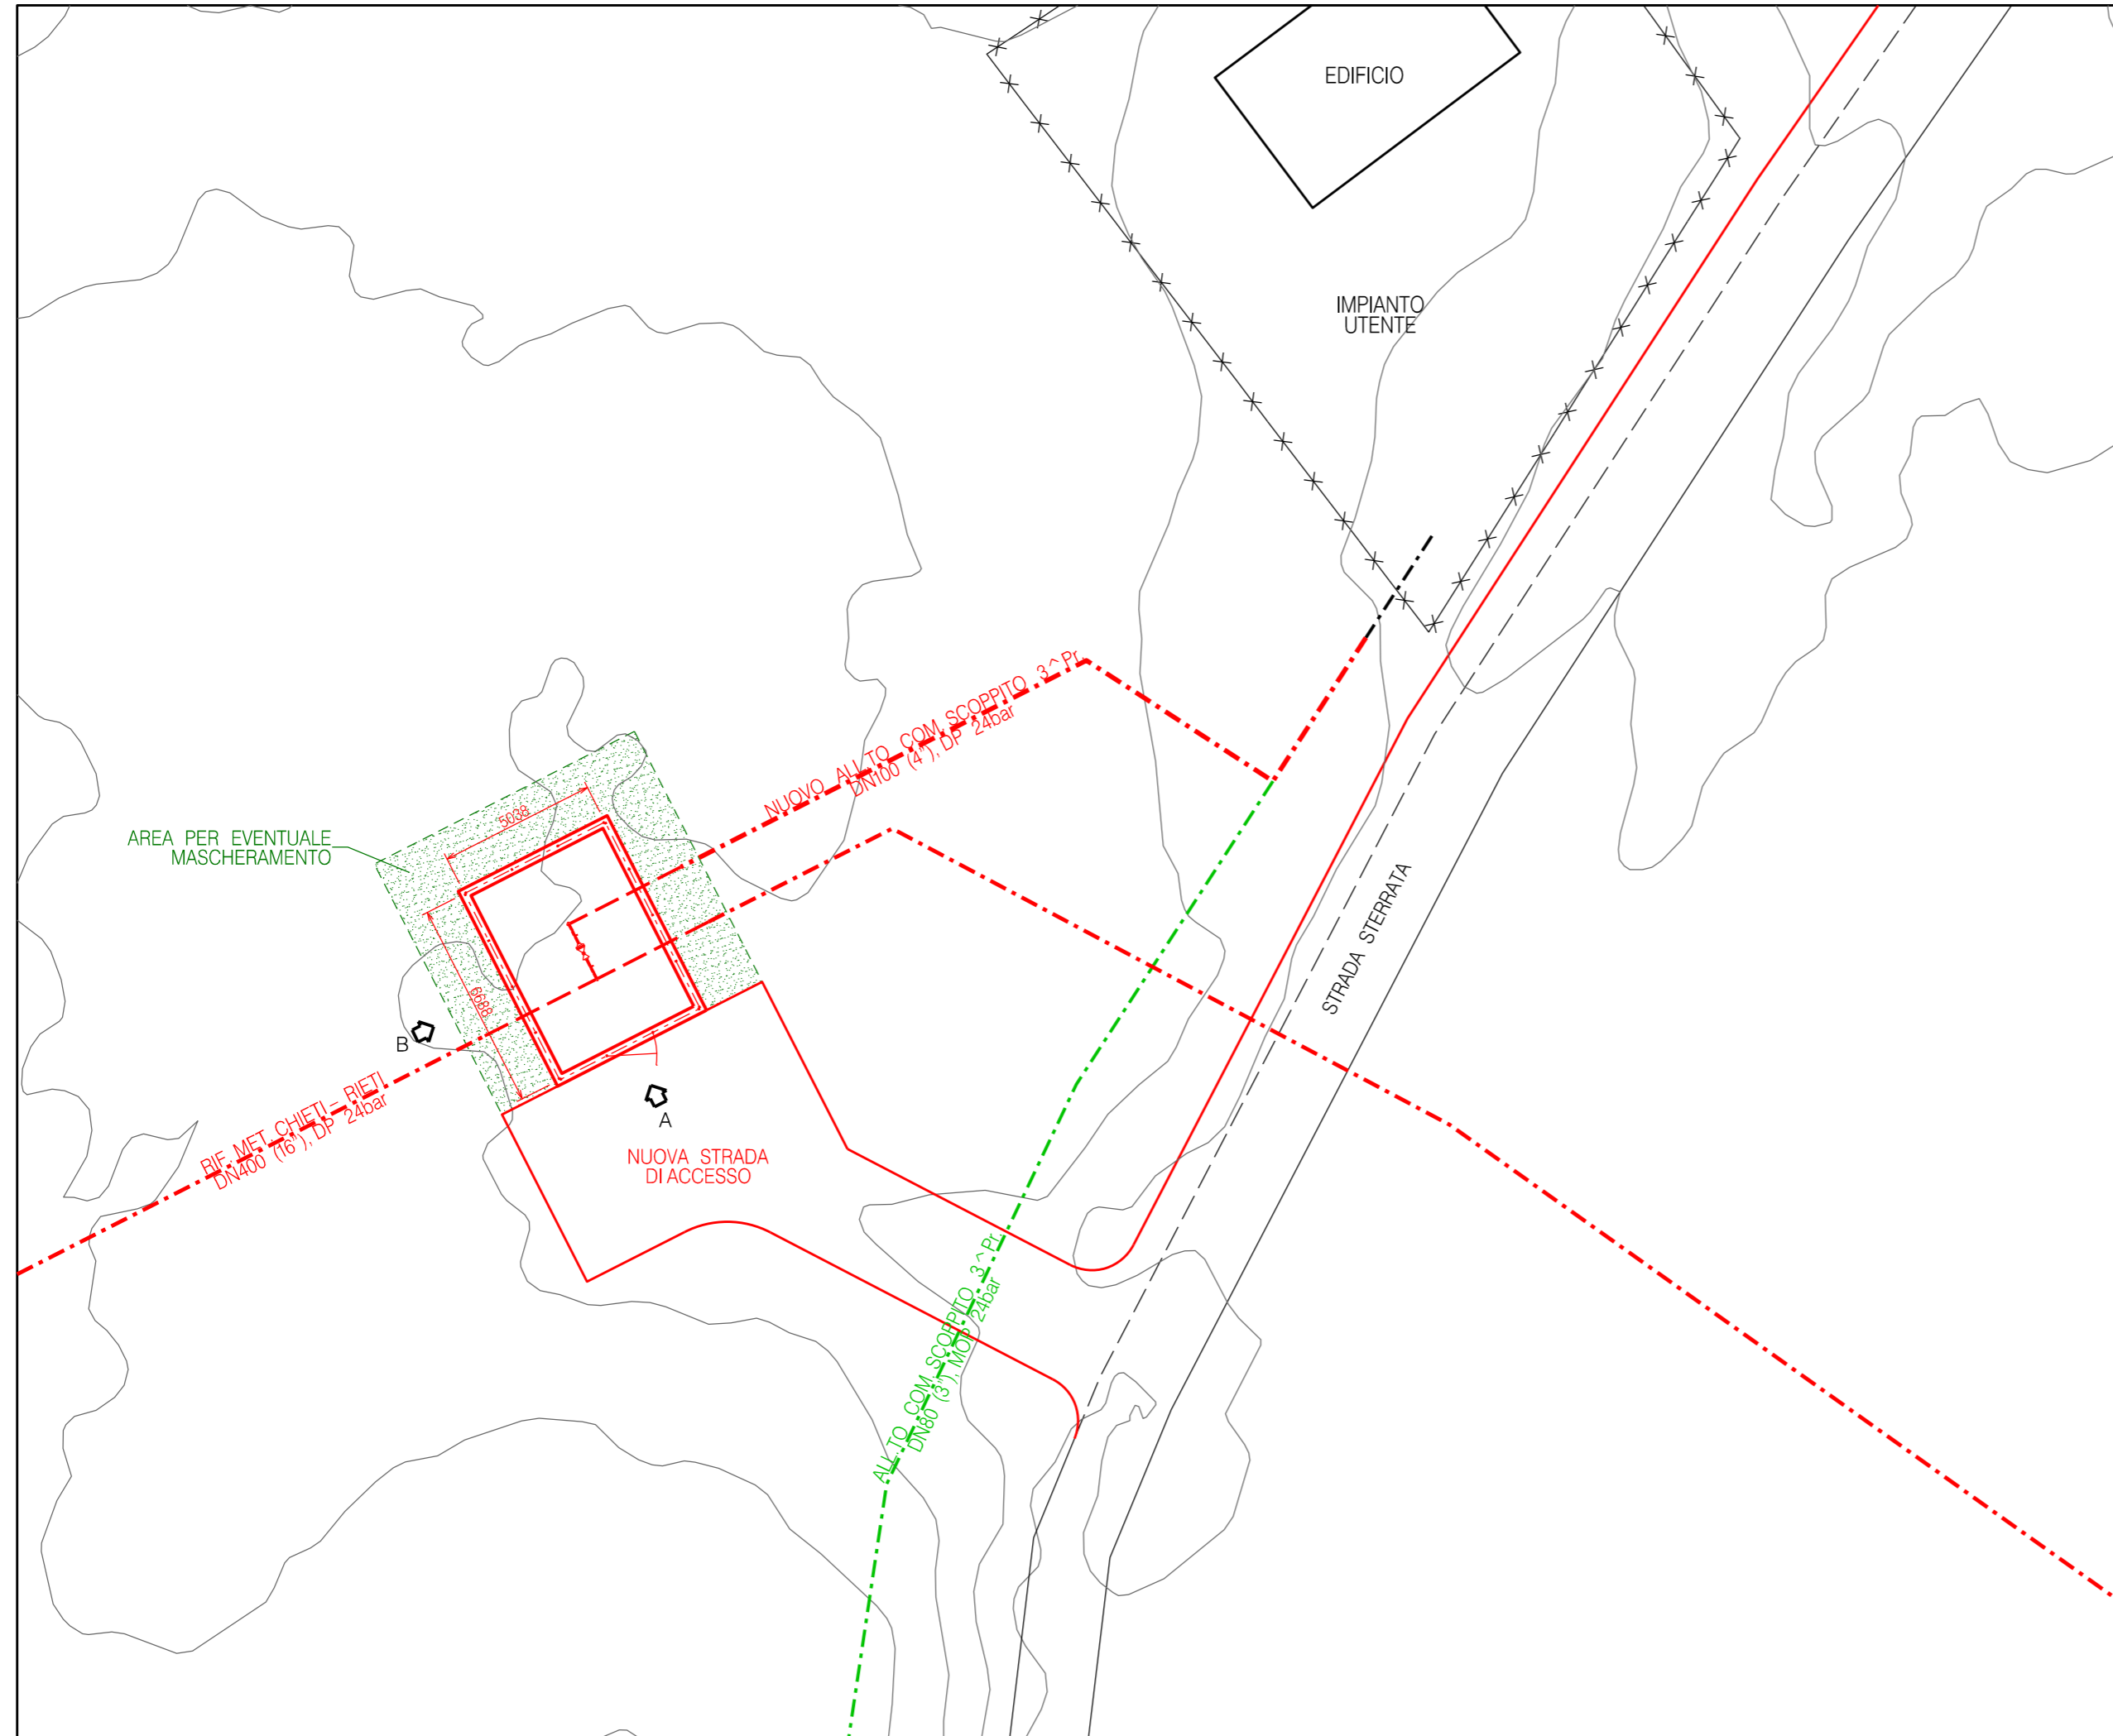 EDIFICIO
IMPIANTO
UTENTE
NUOVO ALL.TO COM. SCOPPITO 3^ Pr.
DN100 (4"), DP 24bar
AREA PER EVENTUALE
MASCHERAMENTO
5038
6688
STRADA STERRATA
B
A
RIF. MET. CHIETI - RIETI
DN400 (16"), DP 24bar
NUOVA STRADA
DI ACCESSO
ALL.TO COM. SCOPPITO 3^ Pr.
DN80 (3"), MOP 24bar